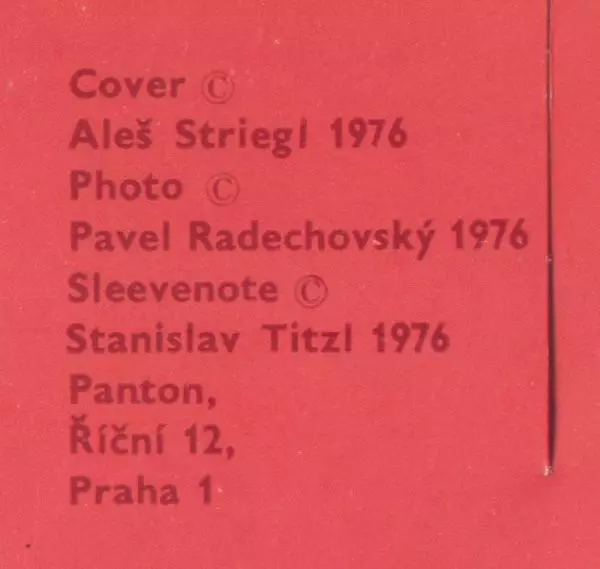 Cover ©
Aleš Striegl 1976
Photo ©
Pavel Radechovský 1976
Sleevenote ©
Stanislav Titzl 1976
Panton,
Říční 12,
Praha 1